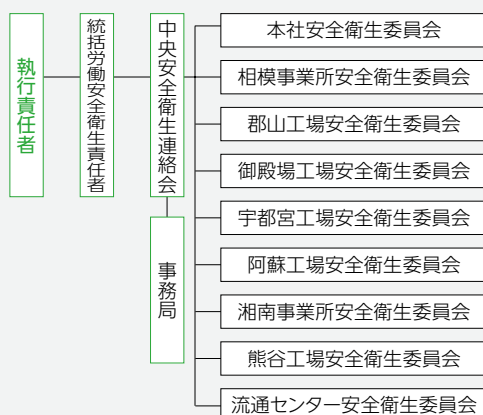 執行責任者
統括労働安全衛生責任者
中央安全衛生連絡会
事務局
本社安全衛生委員会
相模事業所安全衛生委員会
郡山工場安全衛生委員会
御殿場工場安全衛生委員会
宇都宮工場安全衛生委員会
阿蘇工場安全衛生委員会
湘南事業所安全衛生委員会
熊谷工場安全衛生委員会
流通センター安全衛生委員会